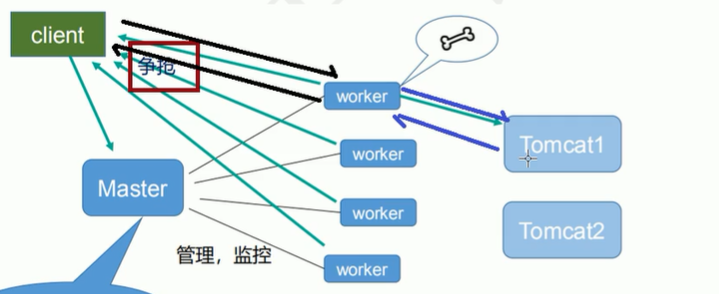 client
争抢
worker
Tomcat1
worker
Master
worker
Tomcat2
管理，监控
worker